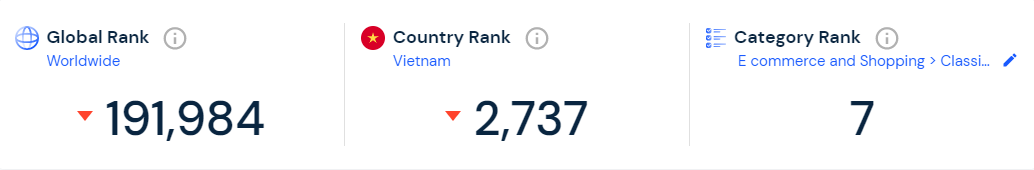 Global Rank
Worldwide
191,984
Country Rank
Vietnam
2,737
Category Rank
E commerce and Shopping > Classi...
7